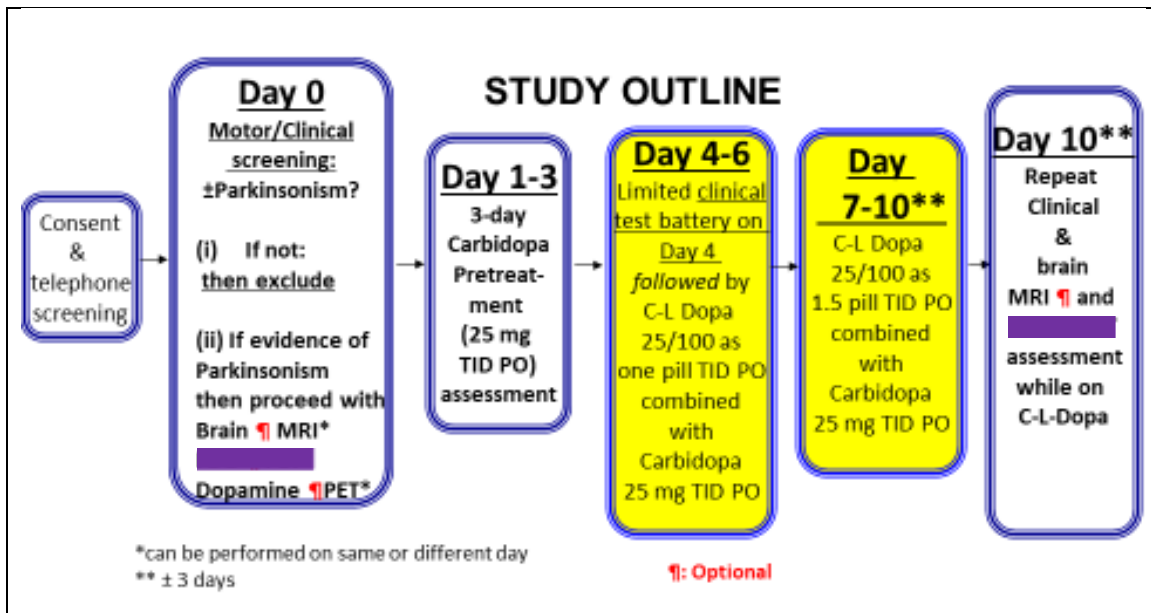 STUDY OUTLINE
Consent
&
telephone
screening
Day 0
Motor/Clinical
screening:
±Parkinsonism?
(i) If not:
then exclude
(ii) If evidence of
Parkinsonism
then proceed with
Brain ¶ MRI*
Dopamine ¶PET*
Day 1-3
3-day
Carbidopa
Pretreat-
ment
(25 mg
TID PO)
assessment
Day 4-6
Limited clinical
test battery on
Day 4
followed by
C-L Dopa
25/100 as
one pill TID PO
combined
with
Carbidopa
25 mg TID PO
Day
7-10**
C-L Dopa
25/100 as
1.5 pill TID PO
combined
with
Carbidopa
25 mg TID PO
Day 10**
Repeat
Clinical
&
brain
MRI ¶ and
assessment
while on
C-L-Dopa
*can be performed on same or different day
** ± 3 days
¶: Optional